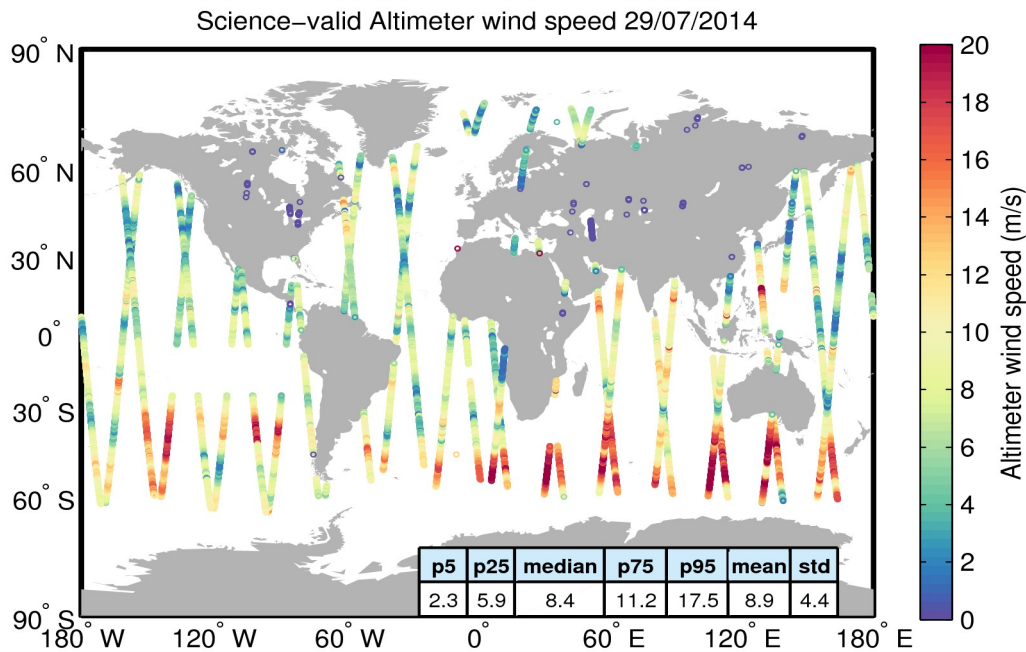 Science−valid Altimeter wind speed 29/07/2014
90° N
60° N
30° N
0°
30° S
60° S
90° S
180° W
120° W
60° W
0°
60° E
120° E
180° E
p5 p25 median p75 p95 mean std
2.3 5.9 8.4 11.2 17.5 8.9 4.4
20
18
16
14
12
10
8
6
4
2
0
Altimeter wind speed (m/s)